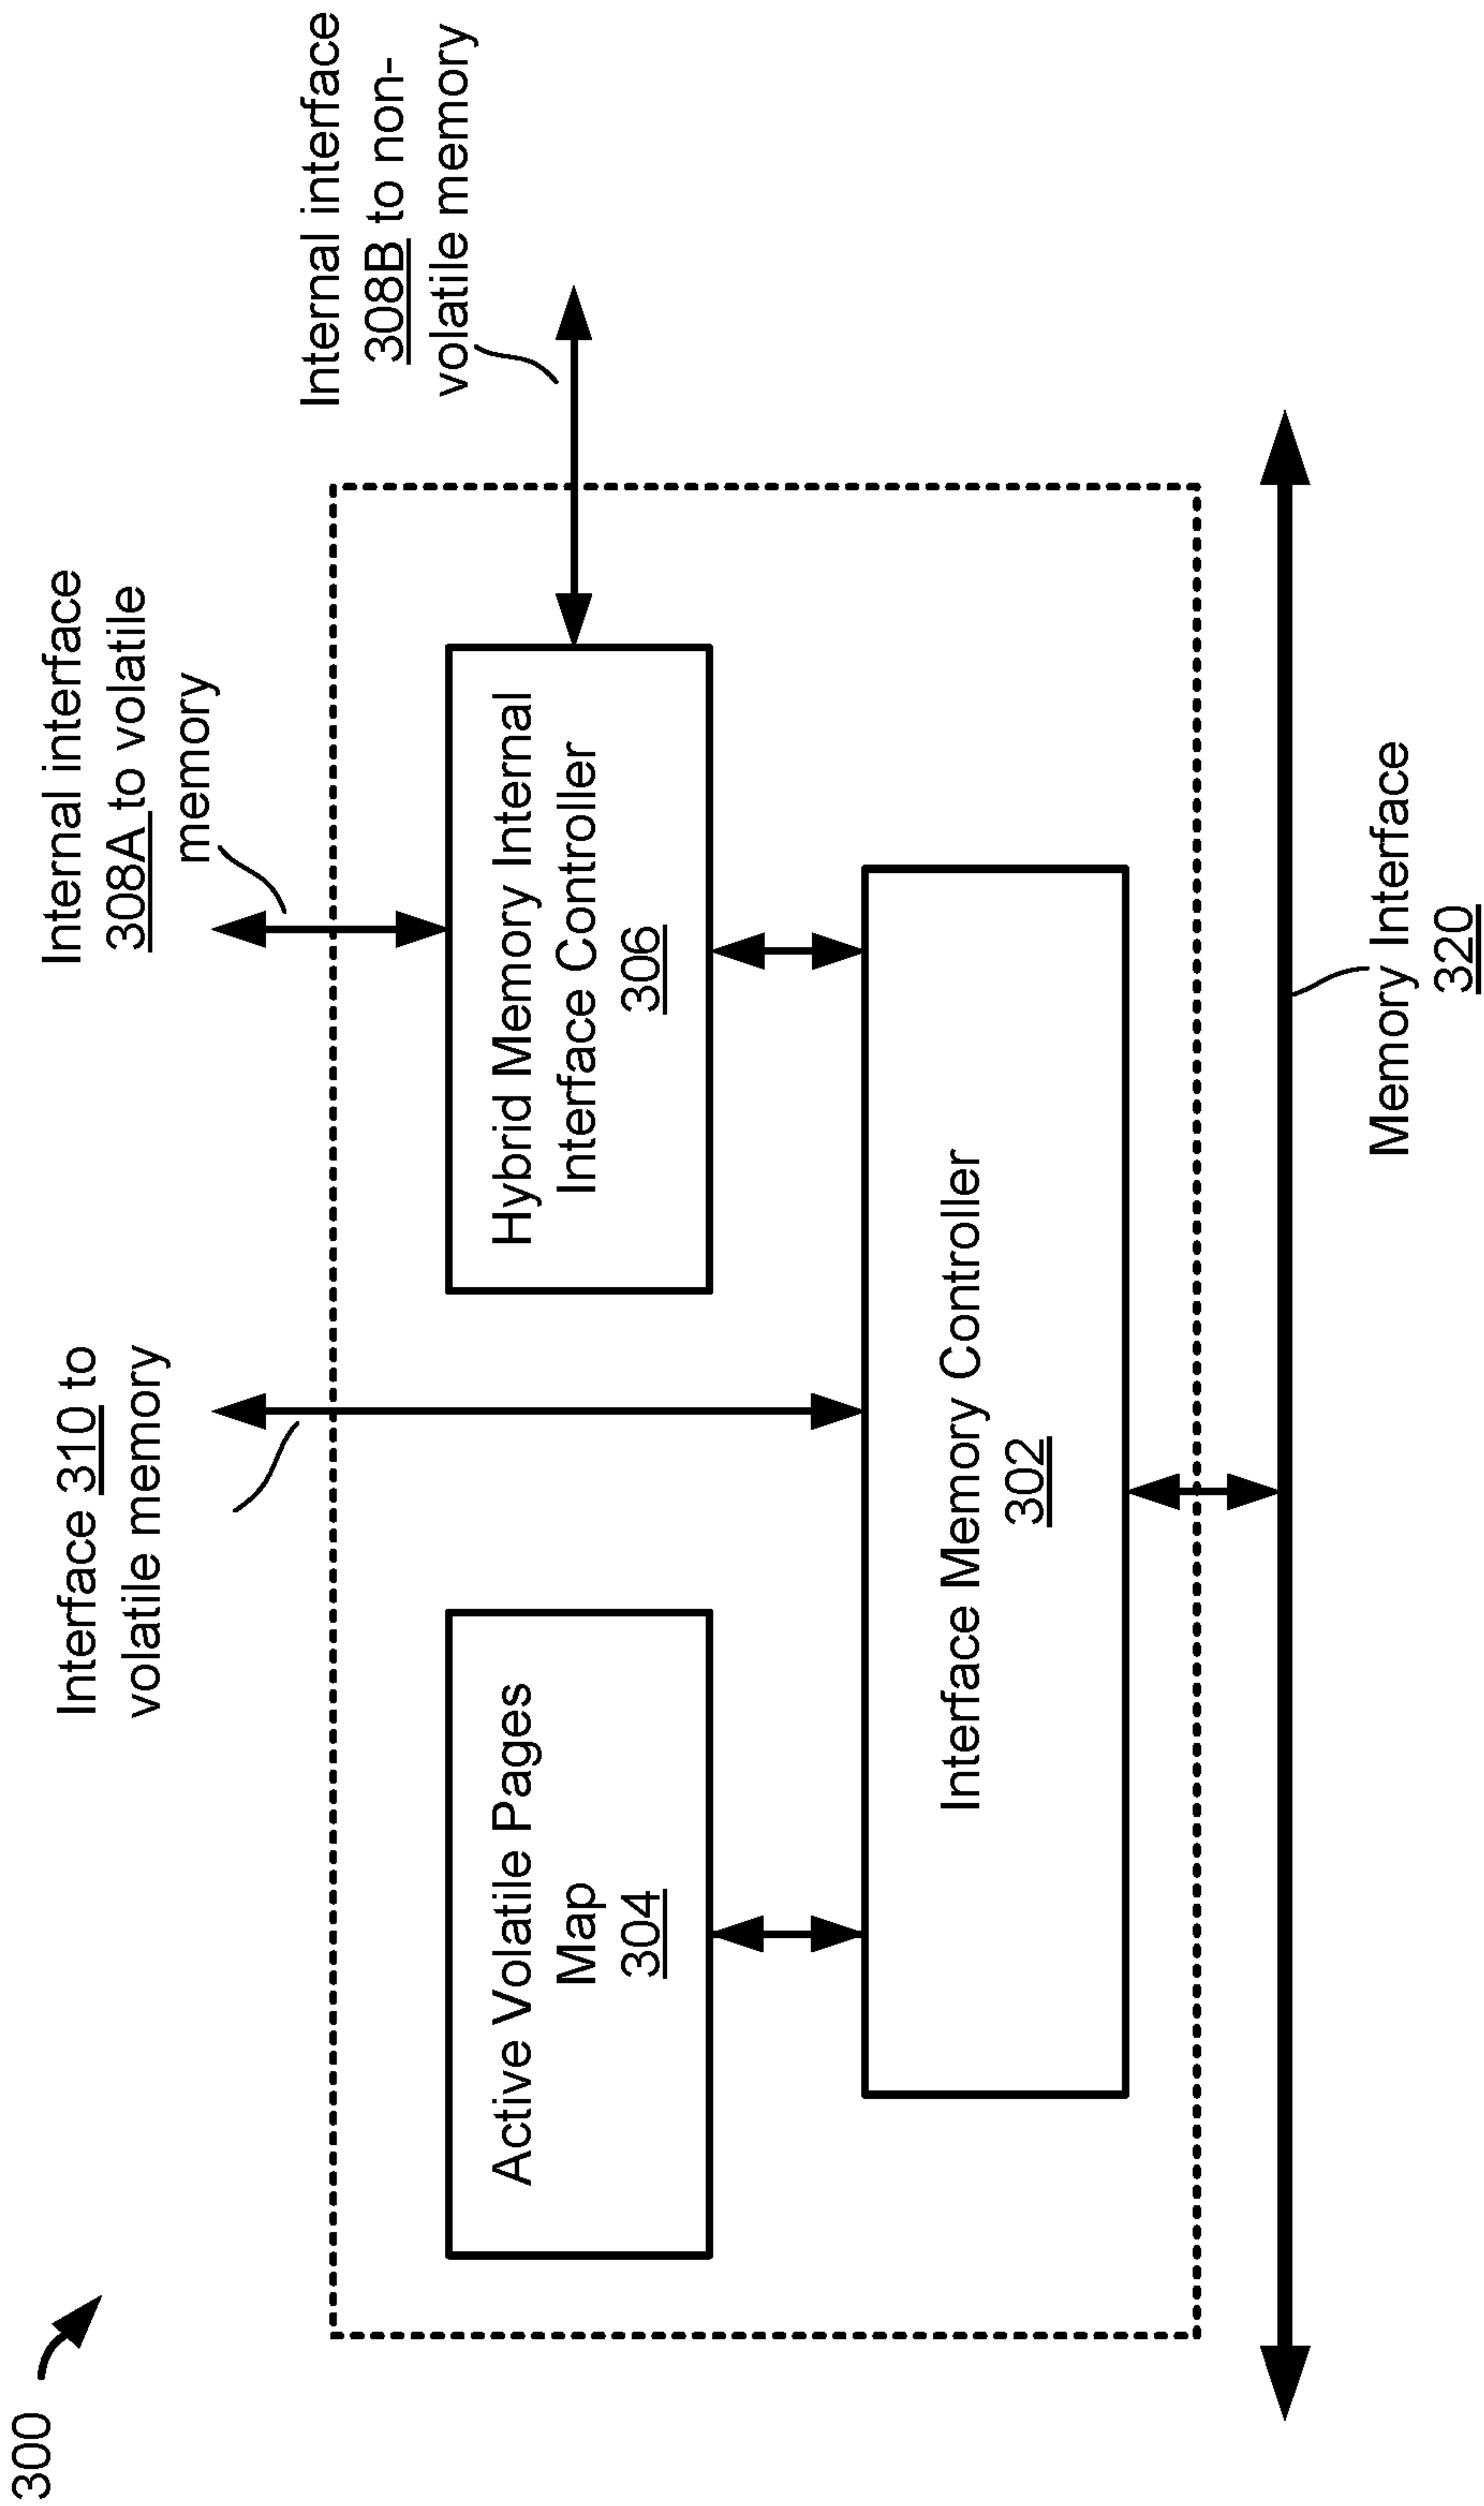 300
Interface 310 to
volatile memory
Internal interface
308A to volatile
memory
Internal interface
308B to non-
volatile memory
Active Volatile Pages
Map
304
Hybrid Memory Internal
Interface Controller
306
Interface Memory Controller
302
Memory Interface
320